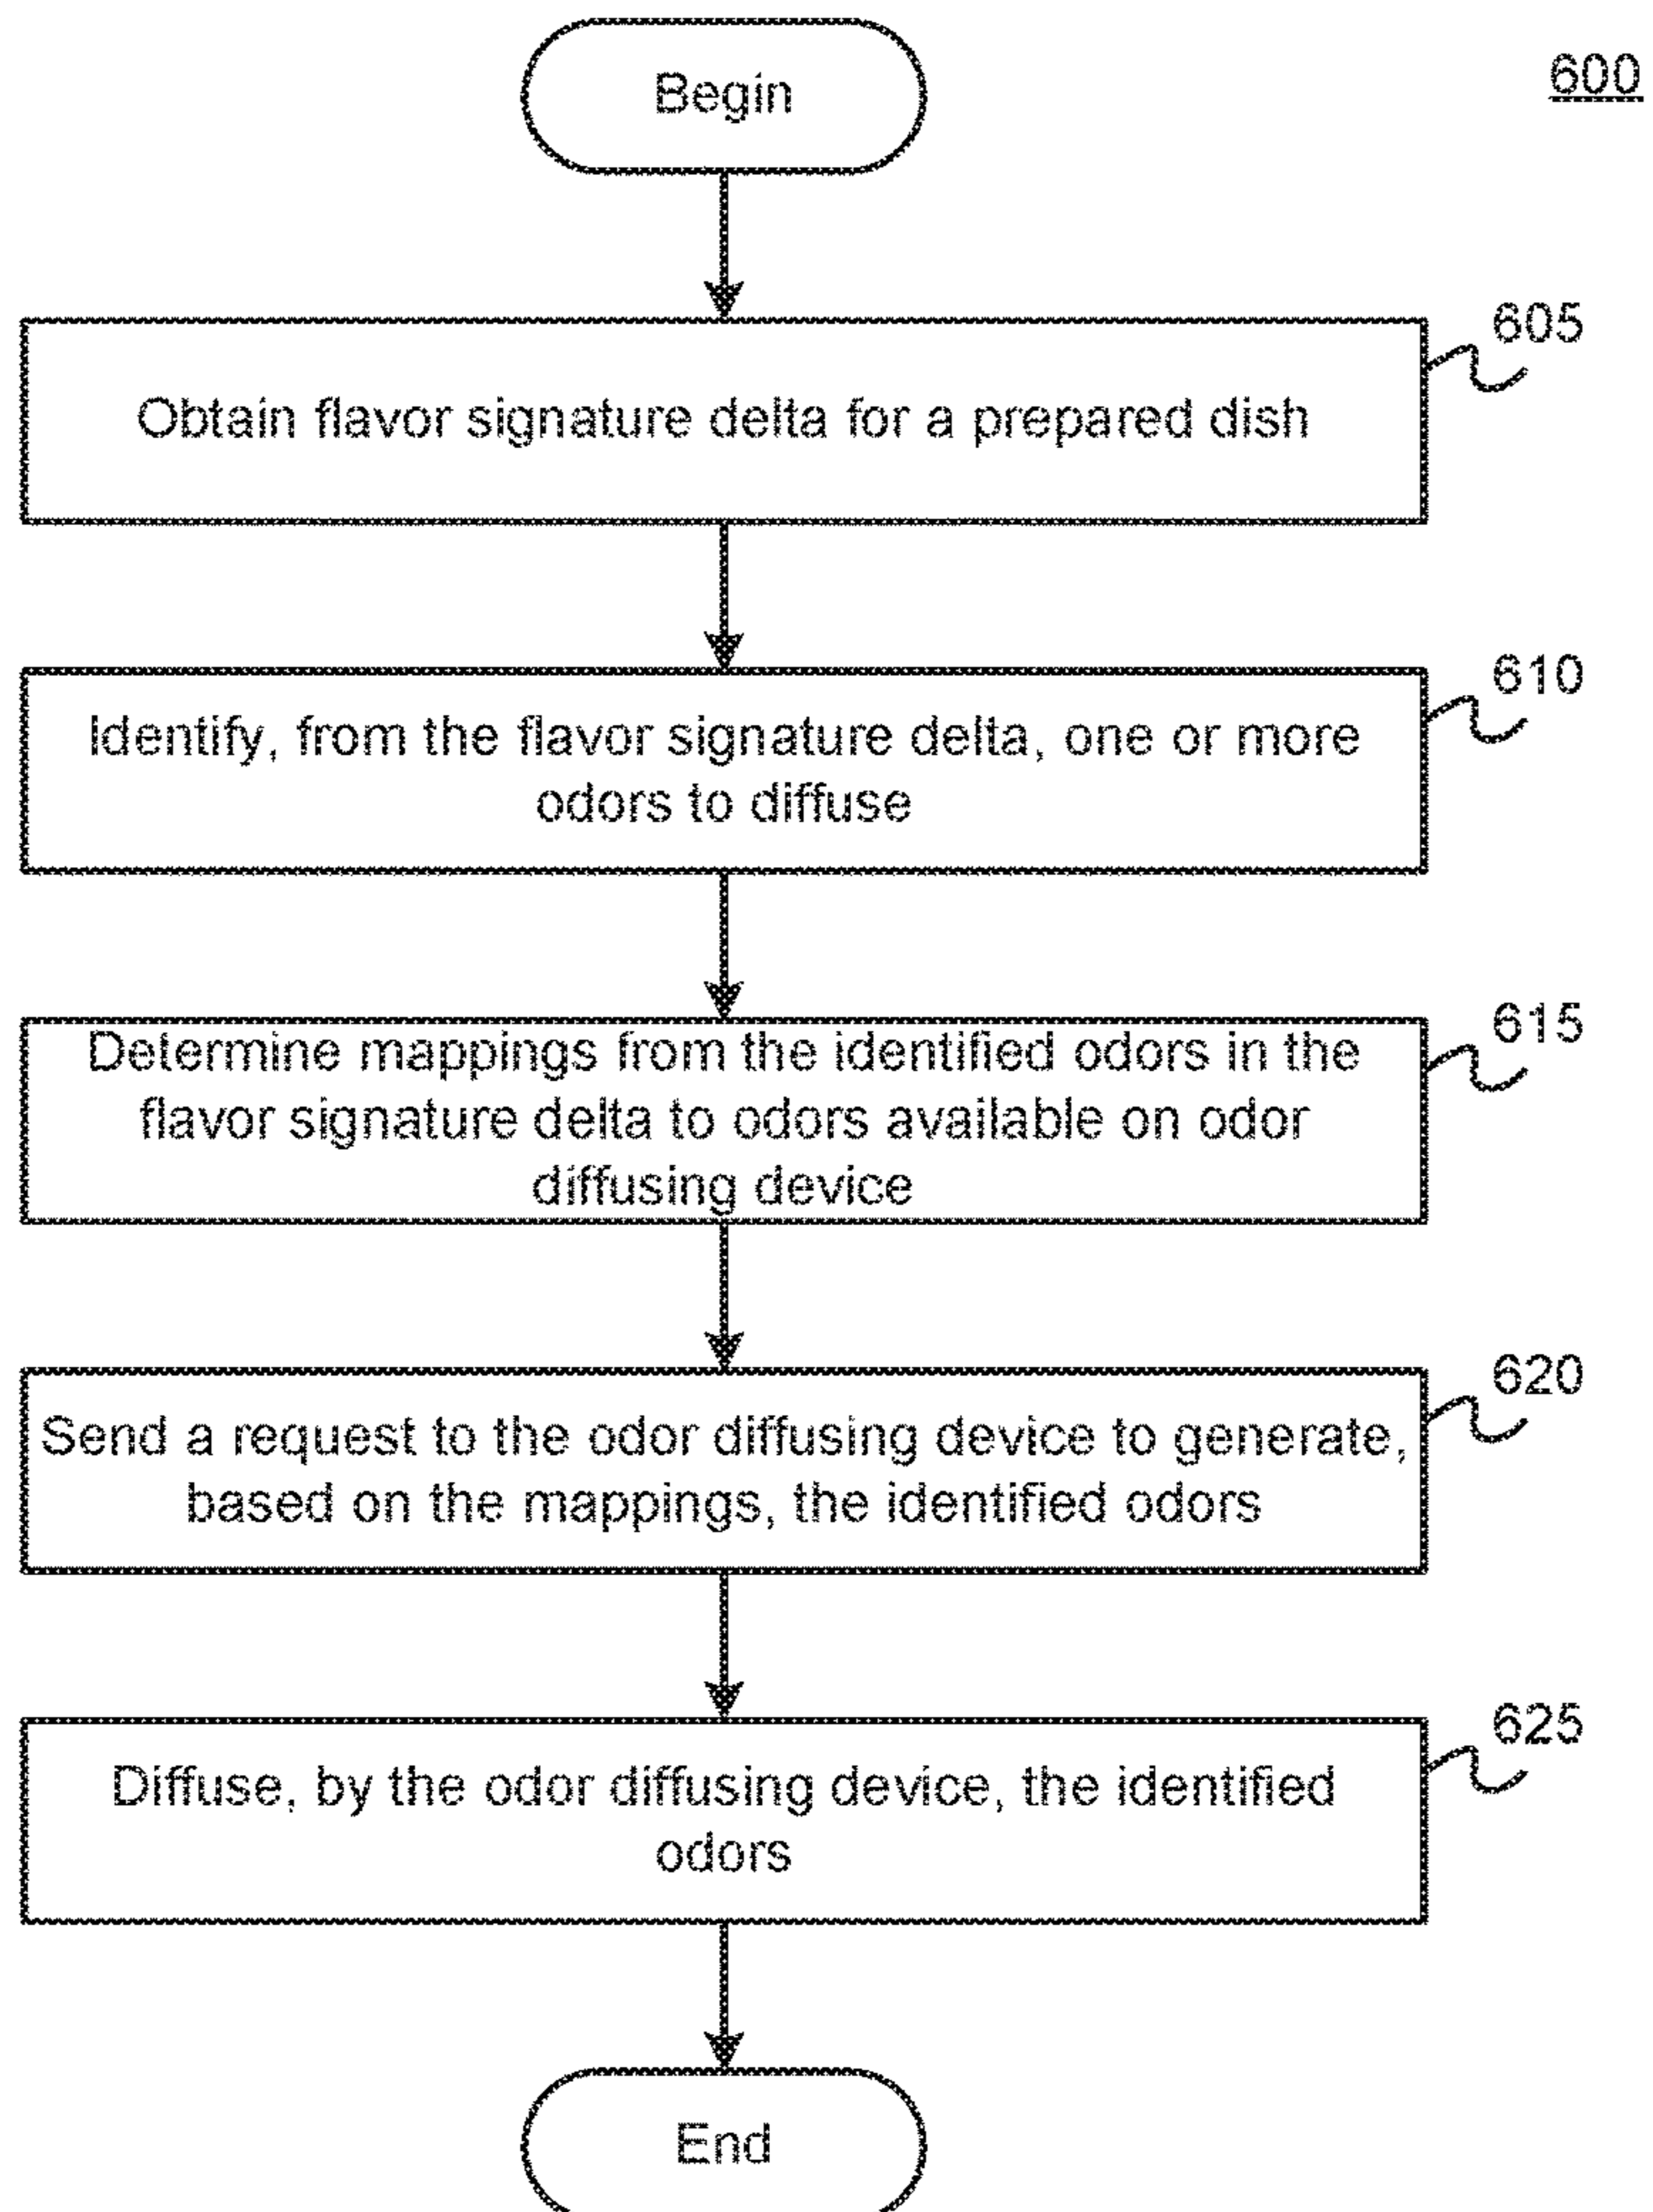 Begin
600
605
Obtain flavor signature delta for a prepared dish
610
Identify, from the flavor signature delta, one or more
odors to diffuse
615
Determine mappings from the identified odors in the
flavor signature delta to odors available on odor
diffusing device
620
Send a request to the odor diffusing device to generate,
based on the mappings, the identified odors
625
Diffuse, by the odor diffusing device, the identified
odors
End